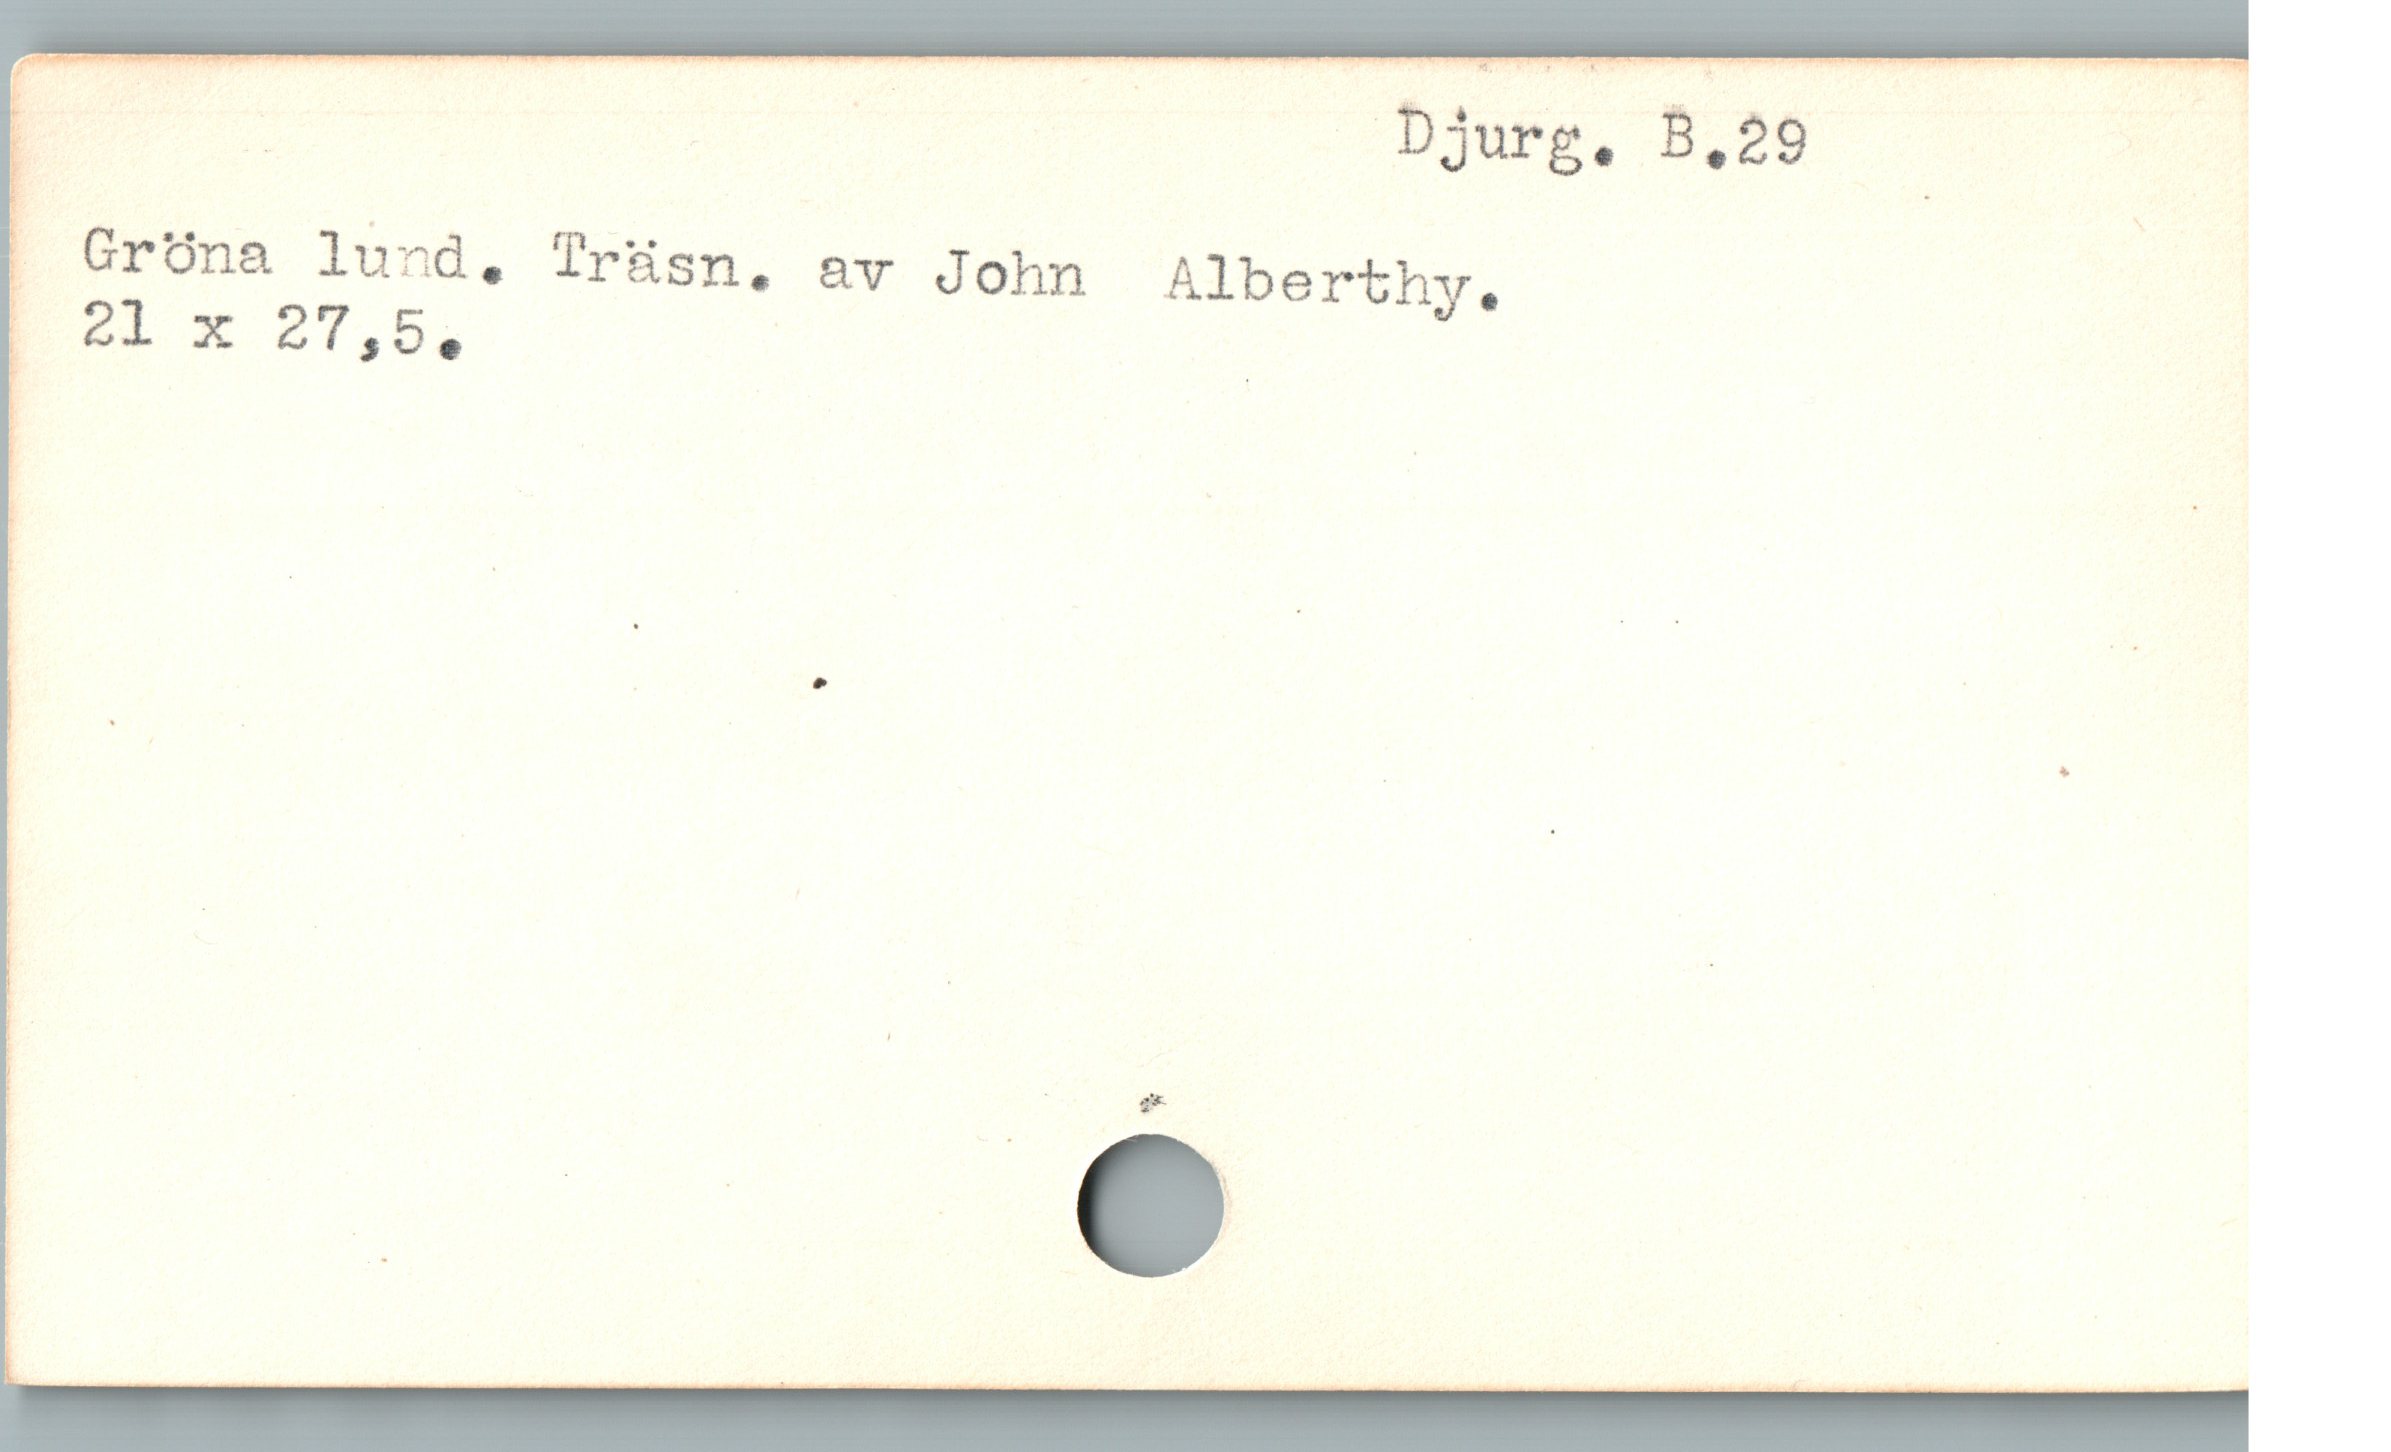 Djurg. B.29
Gröna lund. Träsn. av John Alberthy.
21 x 27,5.